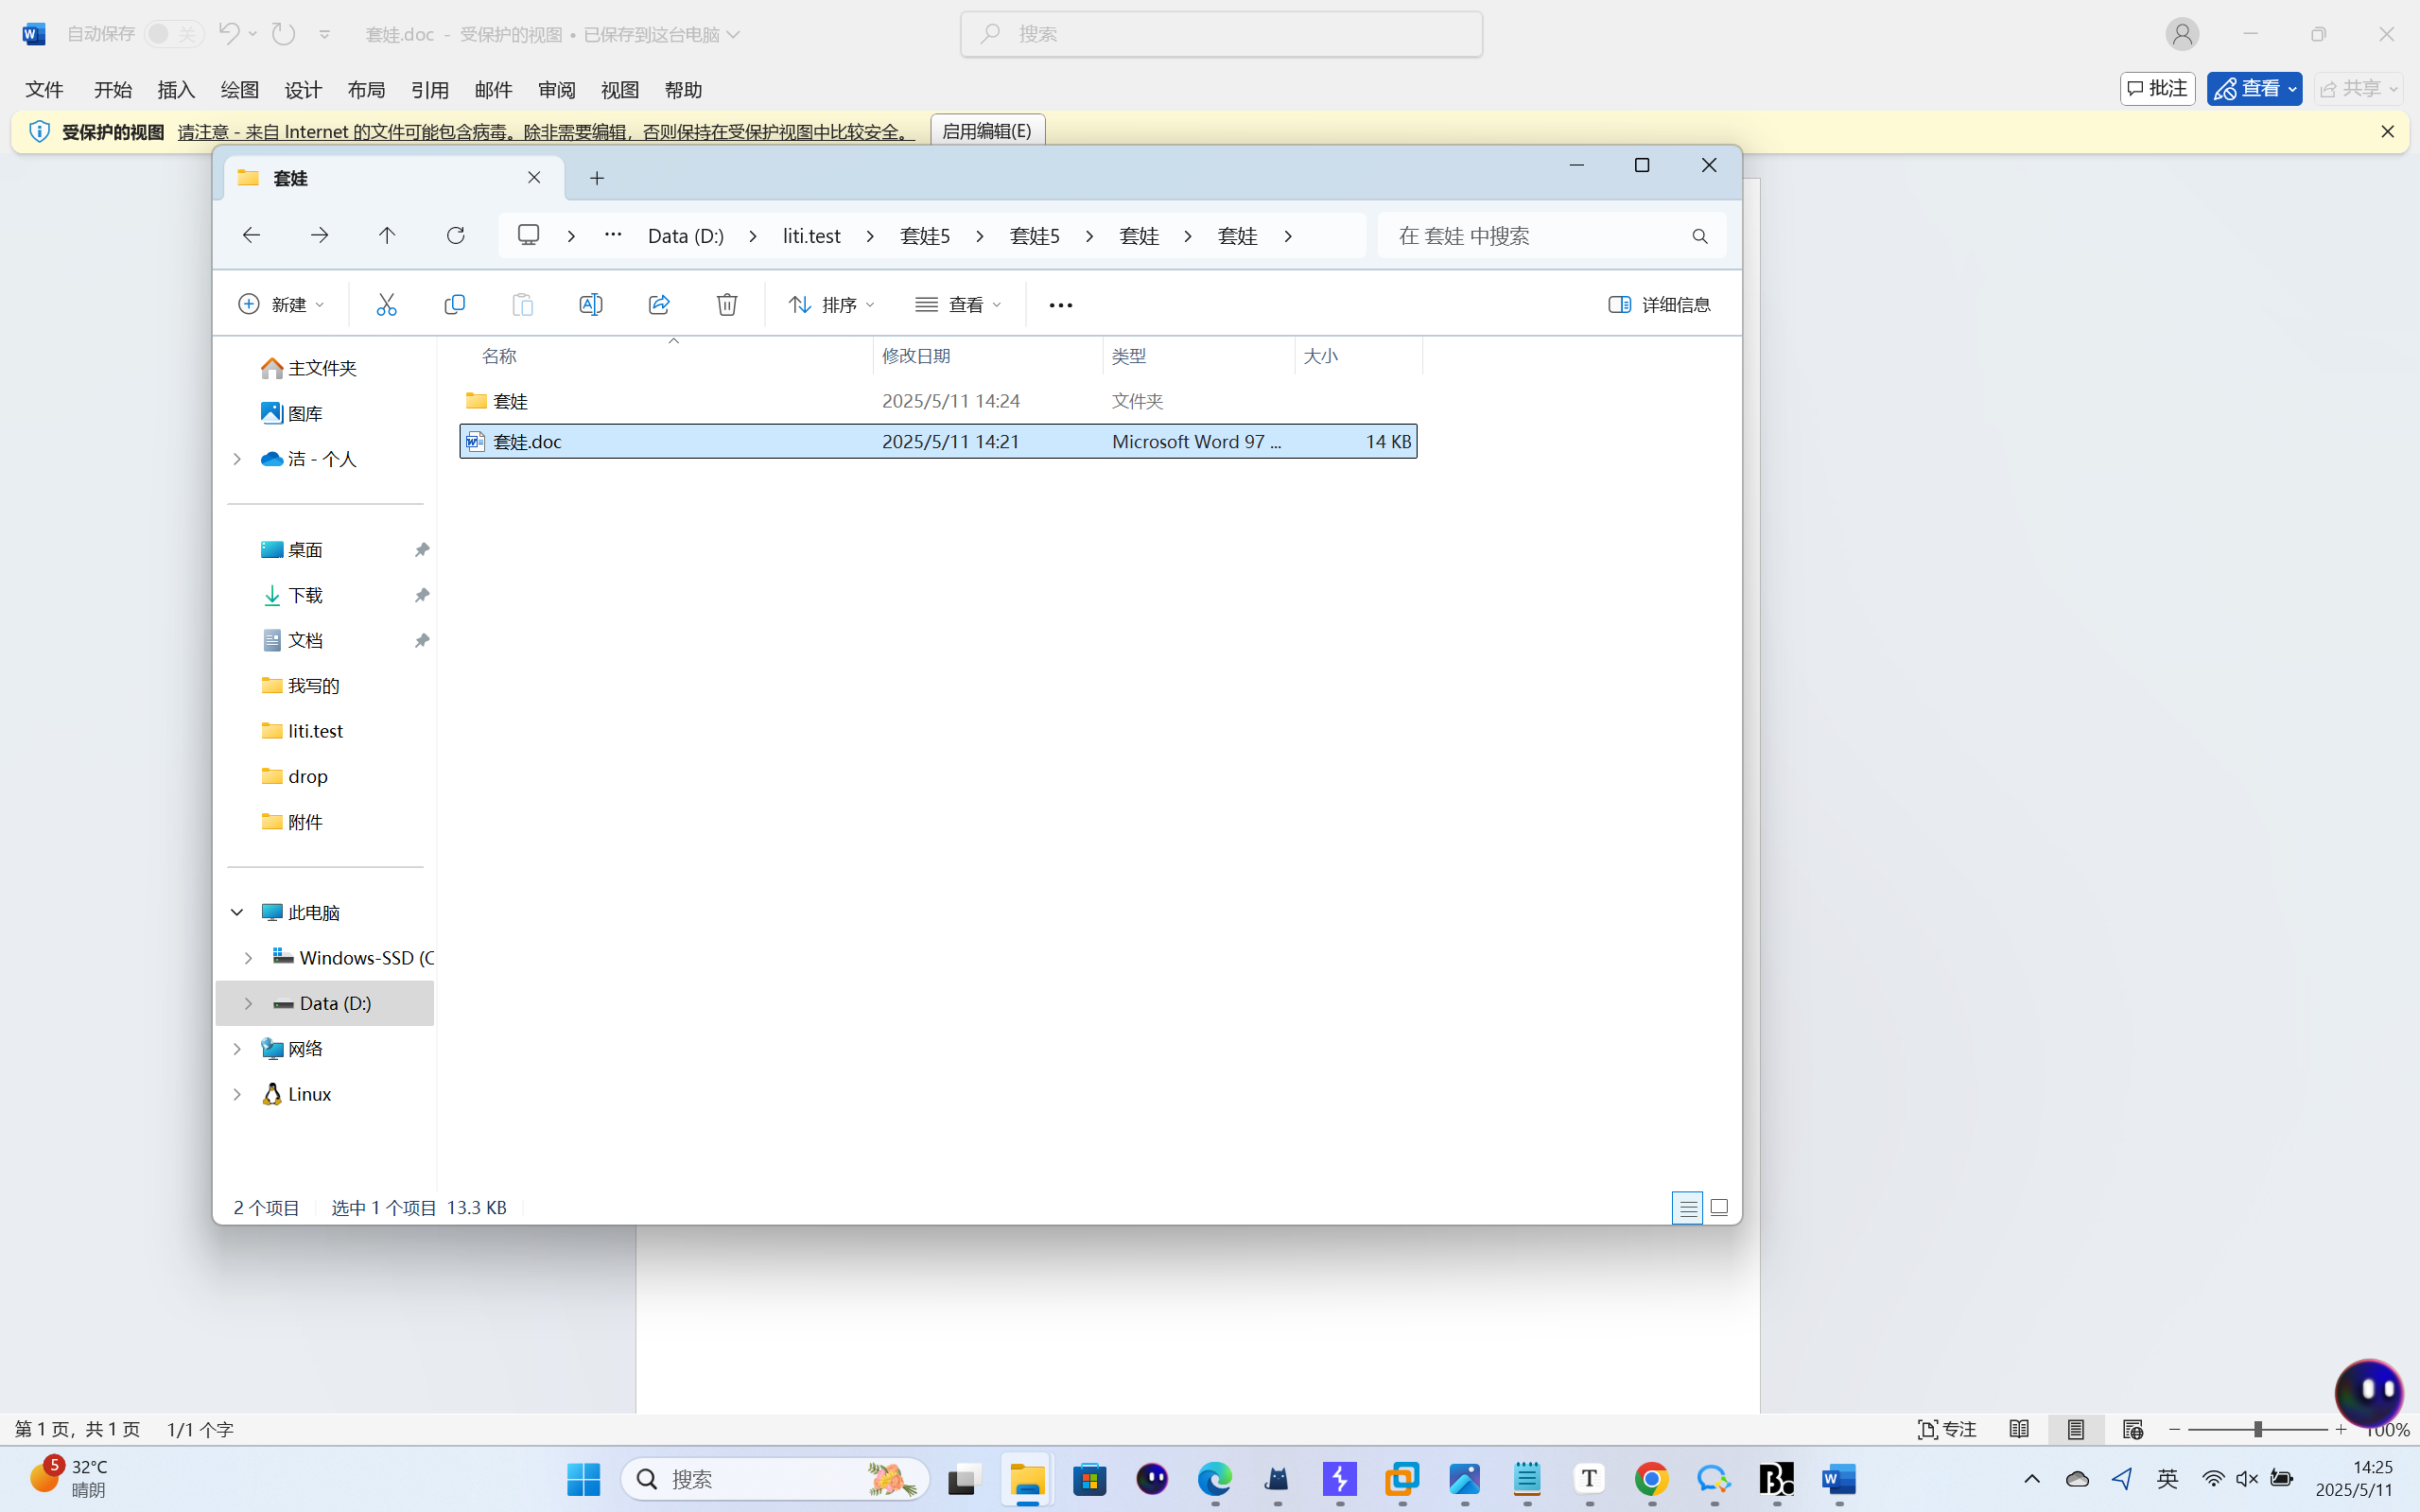 自动保存 关 套娃.doc - 受保护的视图 • 已保存到这台电脑 搜索
文件 开始 插入 绘图 设计 布局 引用 邮件 审阅 视图 帮助 批注 查看 共享
受保护的视图 请注意 - 来自 Internet 的文件可能包含病毒。除非需要编辑，否则保持在受保护视图中比较安全。 启用编辑(E)
套娃
Data (D:) liti.test 套娃5 套娃5 套娃 套娃 在 套娃 中搜索
新建 排序 查看 详细信息
名称 修改日期 类型 大小
套娃 2025/5/11 14:24 文件夹
套娃.doc 2025/5/11 14:21 Microsoft Word 97 ... 14 KB
主文件夹
图库
洁 - 个人
桌面
下载
文档
我写的
liti.test
drop
附件
此电脑
Windows-SSD (C
Data (D:)
网络
Linux
2 个项目 选中 1 个项目 13.3 KB
第 1 页，共 1 页 1/1 个字 专注 100%
5 32°C
晴朗
搜索
英
14:25
2025/5/11